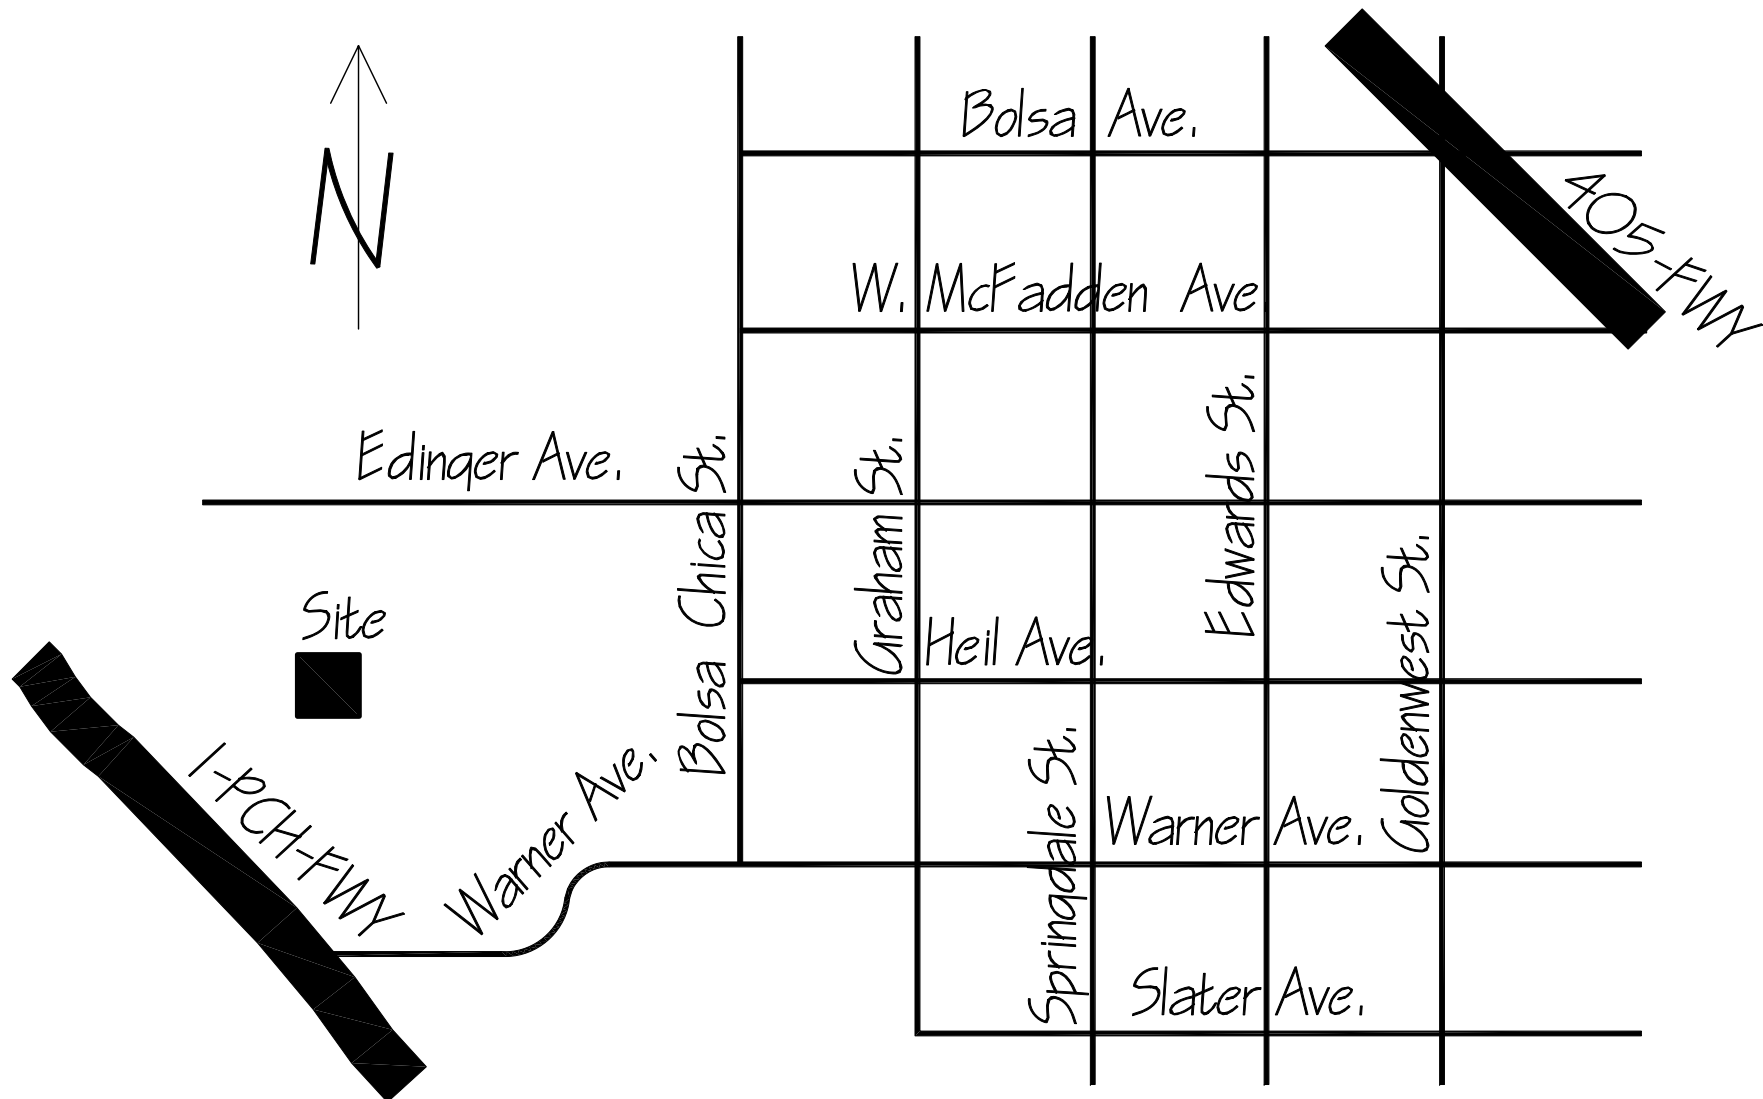 Bolsa Ave.
N
405-FWY
W. McFadden Ave.
Edinger Ave.
Bolsa Chica St.
Graham St.
Edwards St.
Goldenwest St.
Site
Heil Ave.
1-PCH-FWY
Warner Ave.
Springdale St.
Warner Ave.
Slater Ave.